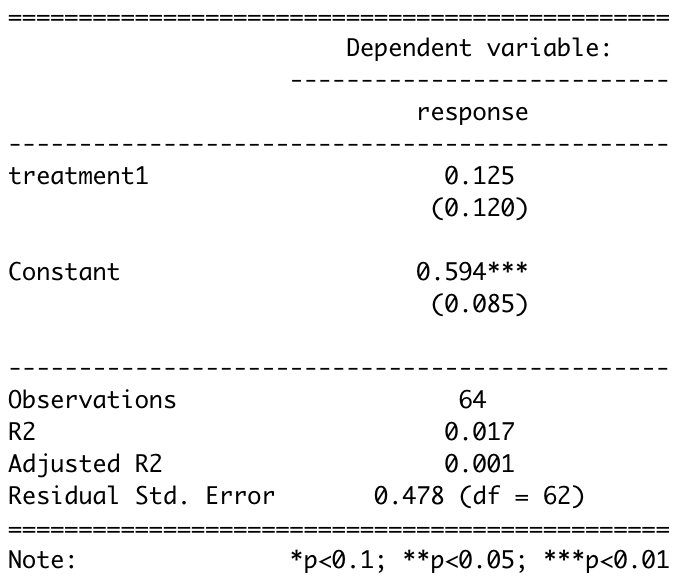 ===============================================
Dependent variable:
---------------------------
response
-----------------------------------------------
treatment1 0.125
(0.120)
Constant 0.594***
(0.085)
-----------------------------------------------
Observations 64
R2 0.017
Adjusted R2 0.001
Residual Std. Error 0.478 (df = 62)
===============================================
Note: *p<0.1; **p<0.05; ***p<0.01